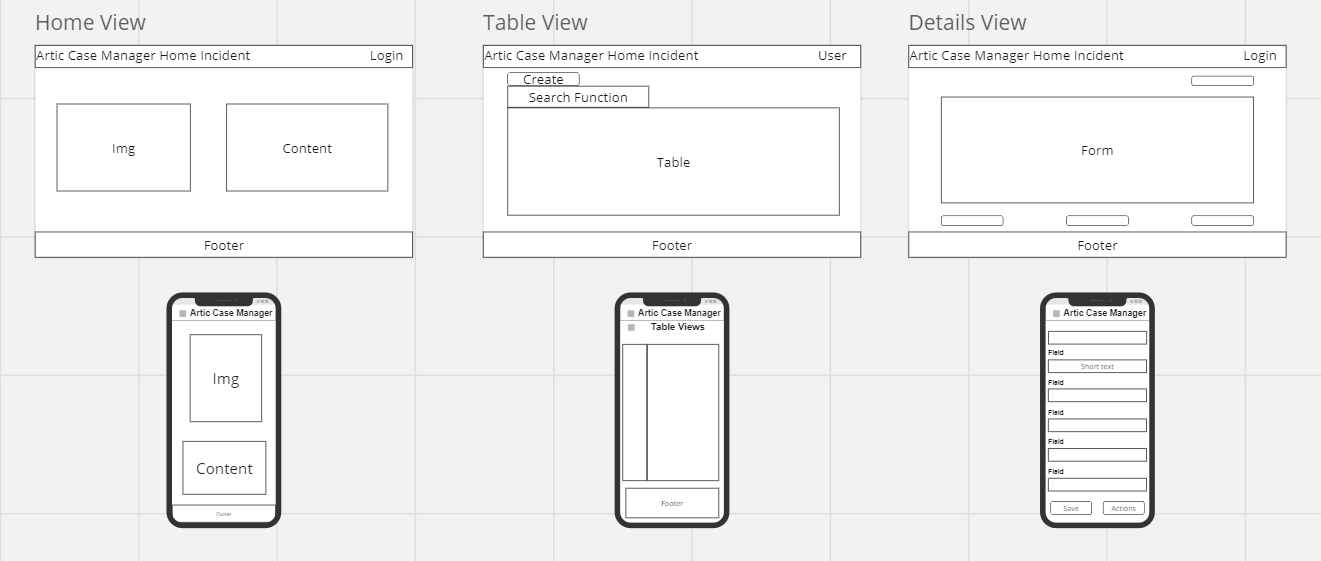 Home View
Artic Case Manager Home Incident Login
Img
Content
Footer
Table View
Artic Case Manager Home Incident User
Create
Search Function
Table
Footer
Details View
Artic Case Manager Home Incident Login
Form
Footer
Artic Case Manager
Img
Content
Footer
Artic Case Manager
Table Views
Footer
Artic Case Manager
Field
Short text
Field
Field
Field
Field
Save Actions